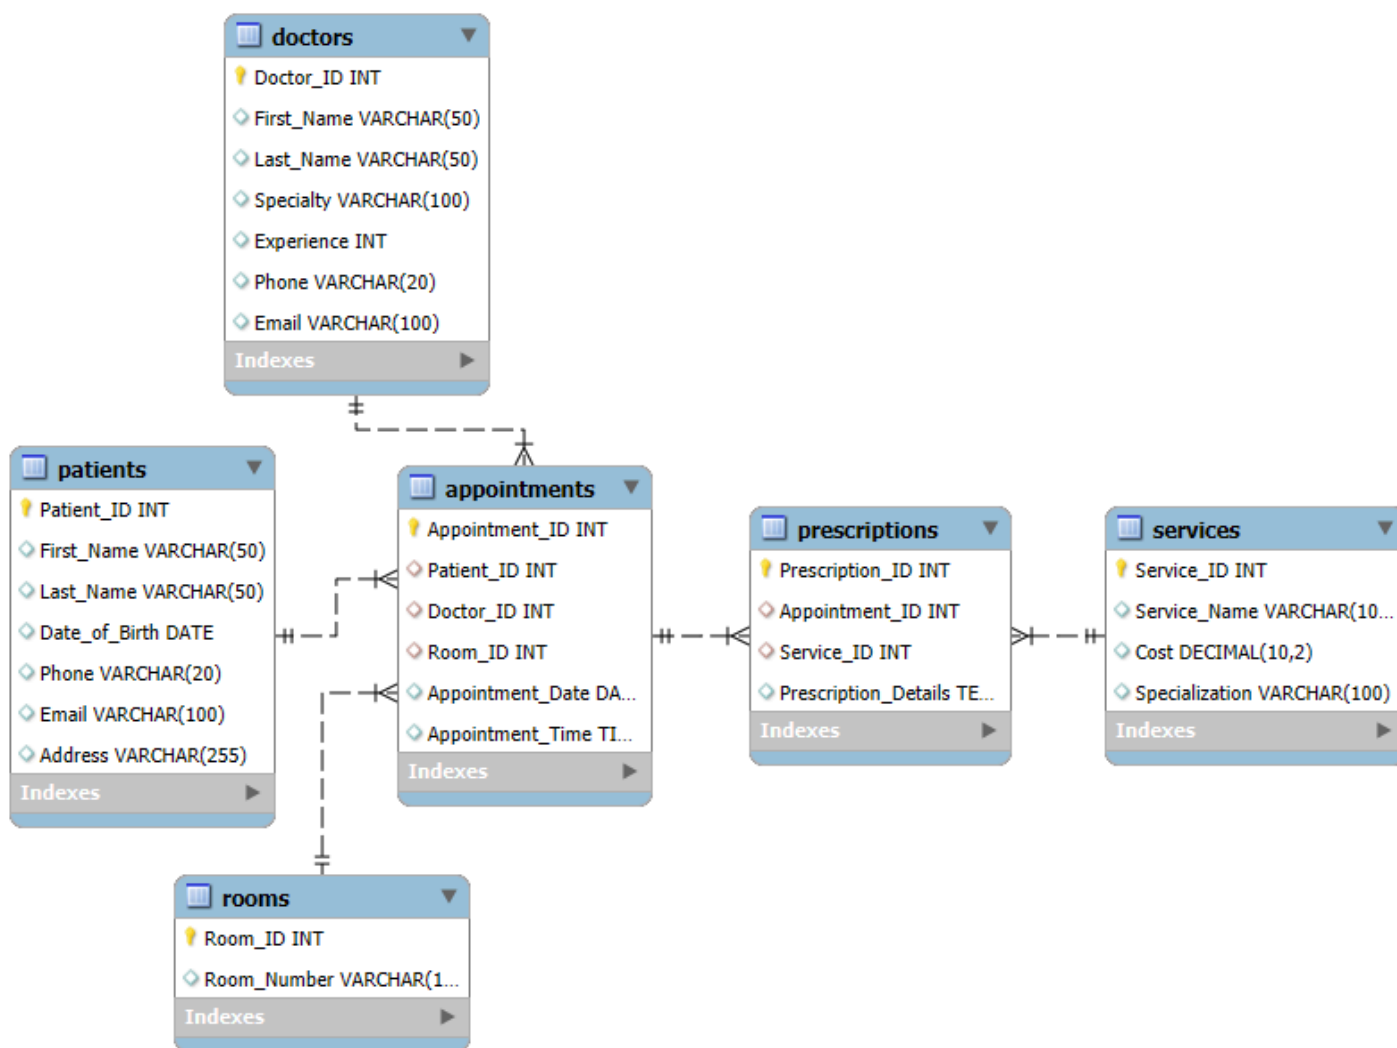 doctors
Doctor_ID INT
First_Name VARCHAR(50)
Last_Name VARCHAR(50)
Specialty VARCHAR(100)
Experience INT
Phone VARCHAR(20)
Email VARCHAR(100)
Indexes
patients
Patient_ID INT
First_Name VARCHAR(50)
Last_Name VARCHAR(50)
Date_of_Birth DATE
Phone VARCHAR(20)
Email VARCHAR(100)
Address VARCHAR(255)
Indexes
appointments
Appointment_ID INT
Patient_ID INT
Doctor_ID INT
Room_ID INT
Appointment_Date DA...
Appointment_Time TI...
Indexes
prescriptions
Prescription_ID INT
Appointment_ID INT
Service_ID INT
Prescription_Details TE...
Indexes
services
Service_ID INT
Service_Name VARCHAR(10...
Cost DECIMAL(10,2)
Specialization VARCHAR(100)
Indexes
rooms
Room_ID INT
Room_Number VARCHAR(1...
Indexes